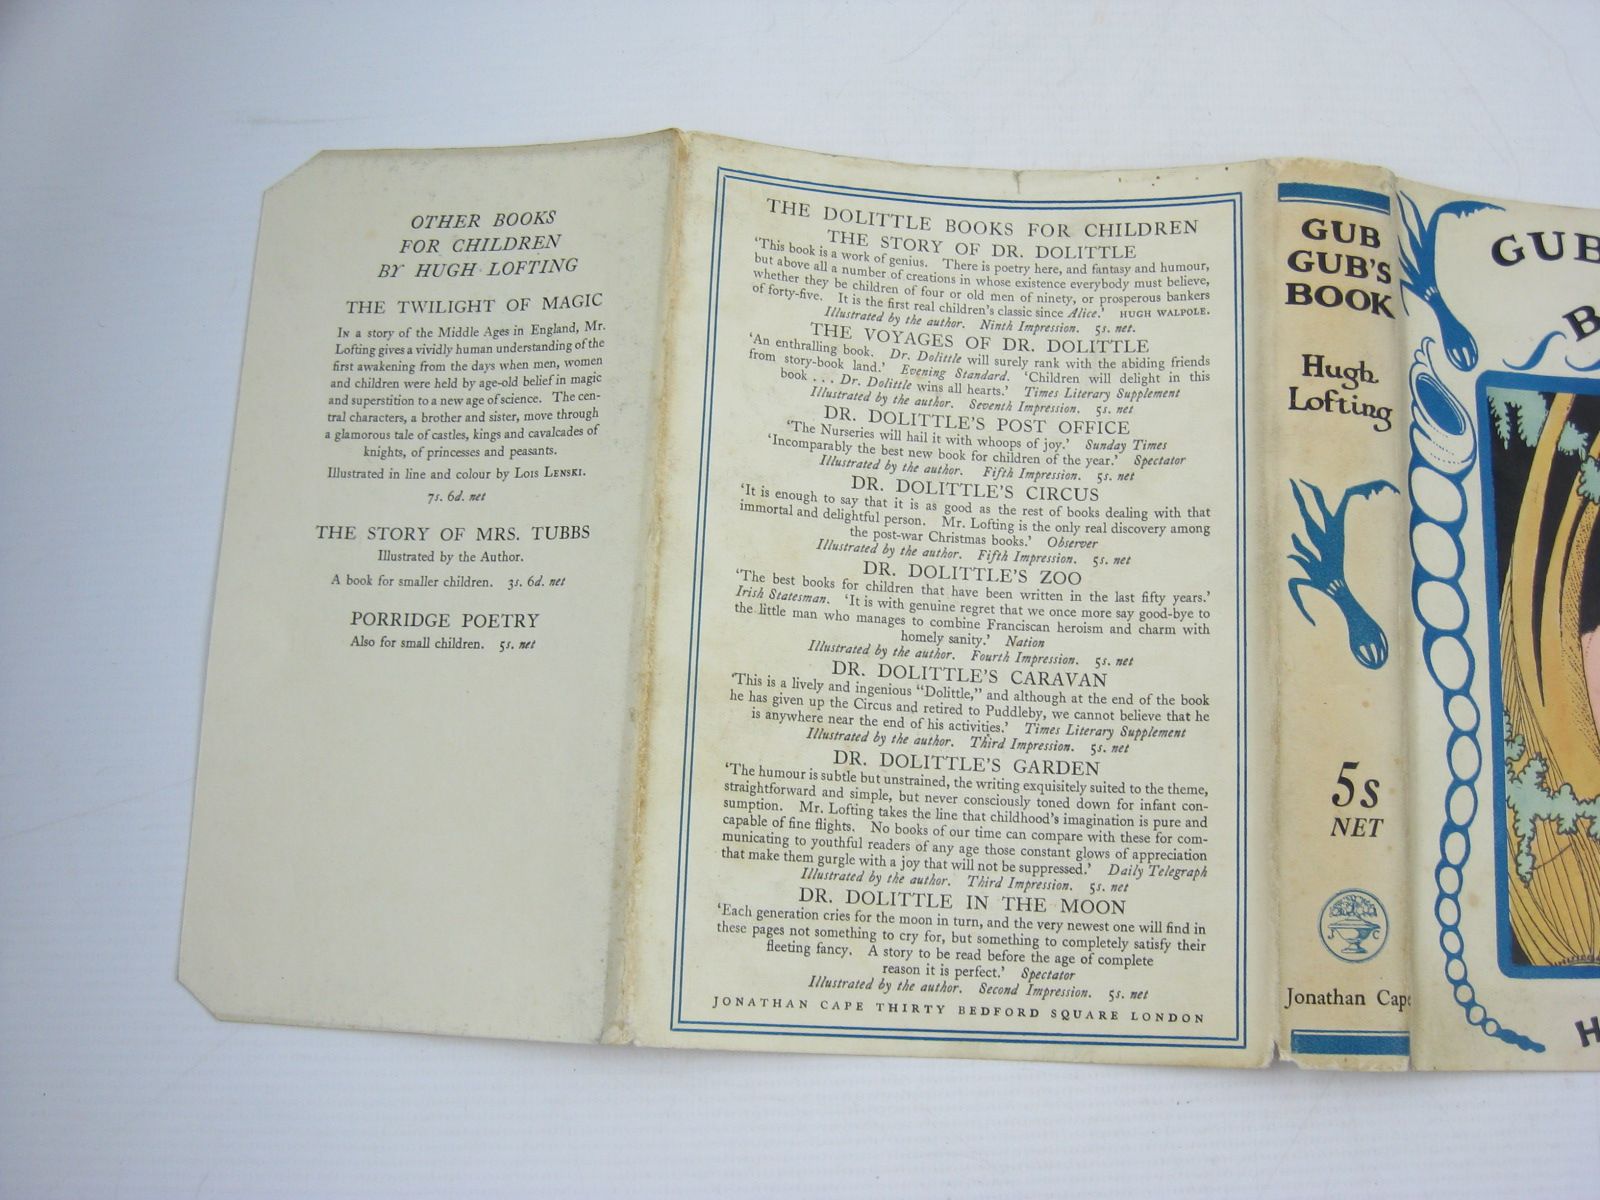 OTHER BOOKS
FOR CHILDREN
BY HUGH LOFTING
THE TWILIGHT OF MAGIC
In a story of the Middle Ages in England, Mr.
Lofting gives a vividly human understanding of the
first awakening from the days when men, women
and children were held by age-old belief in magic
and superstition to a new age of science. The cen-
tral characters, a brother and sister, move through
a glamorous tale of castles, kings and cavalcades of
knights, of princesses and peasants.
Illustrated in line and colour by Lois Lenski.
7s. 6d. net
THE STORY OF MRS. TUBBS
Illustrated by the Author.
A book for smaller children. 3s. 6d. net
PORRIDGE POETRY
Also for small children. 5s. net
THE DOLITTLE BOOKS FOR CHILDREN
THE STORY OF DR. DOLITTLE
'This book is a work of genius. There is poetry here, and fantasy and humour,
but above all a number of creations in whose existence everybody must believe,
whether they be children of four or old men of ninety, or prosperous bankers
of forty-five. It is the first real children's classic since Alice.' HUGH WALPOLE.
Illustrated by the author. Ninth Impression. 5s. net.
THE VOYAGES OF DR. DOLITTLE
'An enthralling book. Dr. Dolittle will surely rank with the abiding friends
from story-book land.' Evening Standard. 'Children will delight in this
book . . . Dr. Dolittle wins all hearts.' Times Literary Supplement
Illustrated by the author. Seventh Impression. 5s. net
DR. DOLITTLE'S POST OFFICE
'The Nurseries will hail it with whoops of joy.' Sunday Times
'Incomparably the best new book for children of the year.' Spectator
Illustrated by the author. Fifth Impression. 5s. net
DR. DOLITTLE'S CIRCUS
'It is enough to say that it is as good as the rest of books dealing with that
immortal and delightful person. Mr. Lofting is the only real discovery among
the post-war Christmas books.' Observer
Illustrated by the author. Fifth Impression. 5s. net
DR. DOLITTLE'S ZOO
'The best books for children that have been written in the last fifty years.'
Irish Statesman. 'It is with genuine regret that we once more say good-bye to
the little man who manages to combine Franciscan heroism and charm with
homely sanity.' Nation
Illustrated by the author. Fourth Impression. 5s. net
DR. DOLITTLE'S CARAVAN
'This is a lively and ingenious "Dolittle," and although at the end of the book
he has given up the Circus and retired to Puddleby, we cannot believe that he
is anywhere near the end of his activities.' Times Literary Supplement
Illustrated by the author. Third Impression. 5s. net
DR. DOLITTLE'S GARDEN
'The humour is subtle but unstrained, the writing exquisitely suited to the theme,
straightforward and simple, but never consciously toned down for infant con-
sumption. Mr. Lofting takes the line that childhood's imagination is pure and
capable of fine flights. No books of our time can compare with these for com-
municating to youthful readers of any age those constant glows of appreciation
that make them gurgle with a joy that will not be suppressed.' Daily Telegraph
Illustrated by the author. Third Impression. 5s. net
DR. DOLITTLE IN THE MOON
'Each generation cries for the moon in turn, and the very newest one will find in
these pages not something to cry for, but something to completely satisfy their
fleeting fancy. A story to be read before the age of complete
reason it is perfect.' Spectator
Illustrated by the author. Second Impression. 5s. net
JONATHAN CAPE THIRTY BEDFORD SQUARE LONDON
GUB
GUB'S
BOOK
Hugh
Lofting
5s
NET
J C
Jonathan Cape
GUB
B
H